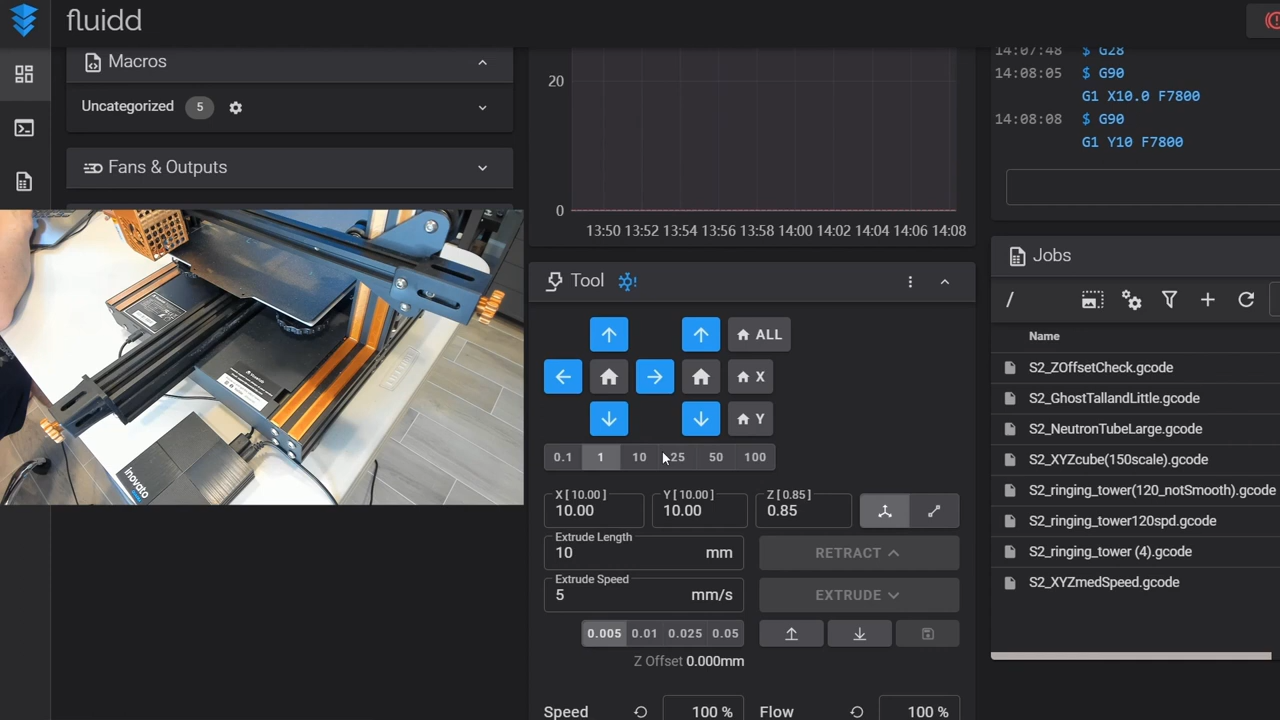 fluidd
Macros
Uncategorized 5
Fans & Outputs
inovato
20
0
13:50 13:52 13:54 13:56 13:58 14:00 14:02 14:04 14:06 14:08
Tool
ALL
X
Y
0.1 1 10 25 50 100
X [ 10.00 ] Y [ 10.00 ] Z [ 0.85 ]
10.00 10.00 0.85
Extrude Length
10 mm RETRACT
Extrude Speed
5 mm/s EXTRUDE
0.005 0.01 0.025 0.05
Z Offset 0.000mm
Speed 100 % Flow 100 %
14:07:48 $ G28
14:08:05 $ G90
G1 X10.0 F7800
14:08:08 $ G90
G1 Y10 F7800
Jobs
/
Name
S2_ZOffsetCheck.gcode
S2_GhostTallandLittle.gcode
S2_NeutronTubeLarge.gcode
S2_XYZcube(150scale).gcode
S2_ringing_tower(120_notSmooth).gcode
S2_ringing_tower120spd.gcode
S2_ringing_tower (4).gcode
S2_XYZmedSpeed.gcode